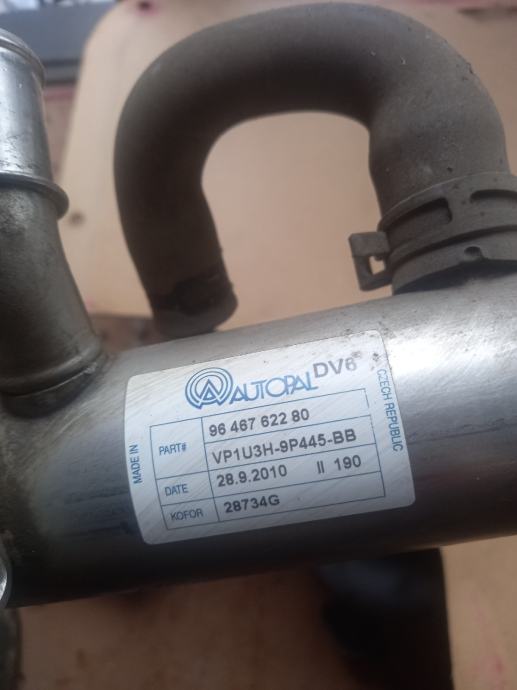 AUTOPAL DV6
MADE IN
CZECH REPUBLIC
PART# 96 467 622 80
VP1U3H-9P445-BB
DATE 28.9.2010 II 190
KOFOR 28734G